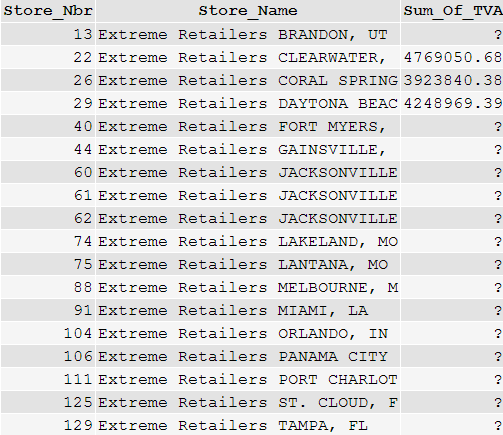 Store_Nbr Store_Name Sum_Of_TVA
13 Extreme Retailers BRANDON, UT ?
22 Extreme Retailers CLEARWATER, 4769050.68
26 Extreme Retailers CORAL SPRING 3923840.38
29 Extreme Retailers DAYTONA BEAC 4248969.39
40 Extreme Retailers FORT MYERS, ?
44 Extreme Retailers GAINSVILLE, ?
60 Extreme Retailers JACKSONVILLE ?
61 Extreme Retailers JACKSONVILLE ?
62 Extreme Retailers JACKSONVILLE ?
74 Extreme Retailers LAKELAND, MO ?
75 Extreme Retailers LANTANA, MO ?
88 Extreme Retailers MELBOURNE, M ?
91 Extreme Retailers MIAMI, LA ?
104 Extreme Retailers ORLANDO, IN ?
106 Extreme Retailers PANAMA CITY ?
111 Extreme Retailers PORT CHARLOT ?
125 Extreme Retailers ST. CLOUD, F ?
129 Extreme Retailers TAMPA, FL ?